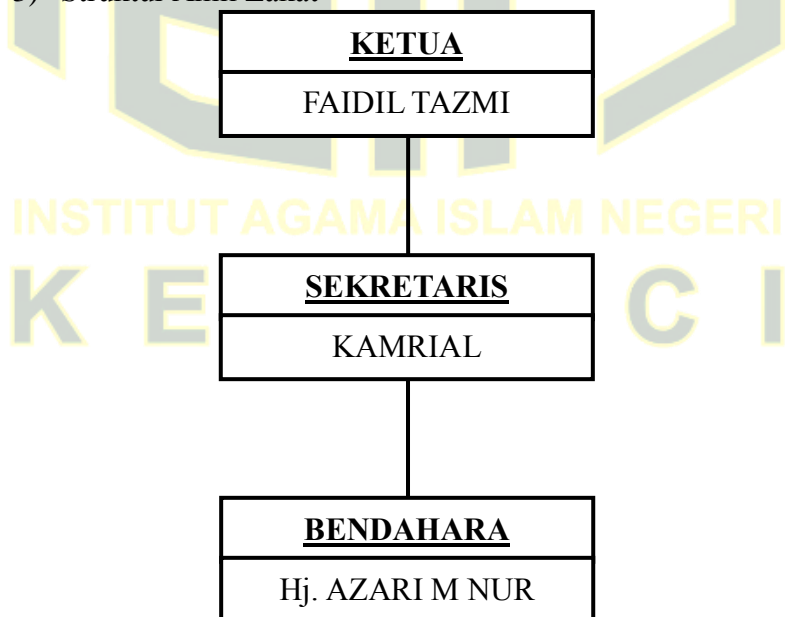 KETUA
FAIDIL TAZMI
INSTITUT AGAMA ISLAM NEGERI
SEKRETARIS
K E C I
KAMRIAL
BENDAHARA
Hj. AZARI M NUR